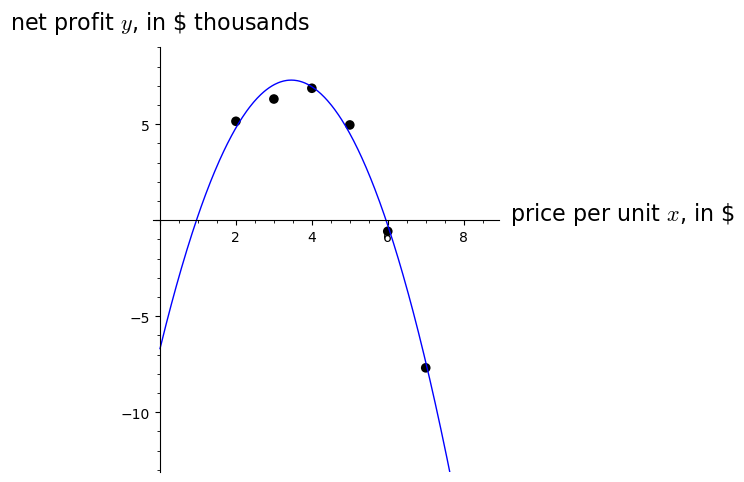 net profit y, in $ thousands
5
price per unit x, in $
2 4 6 8
−5
−10